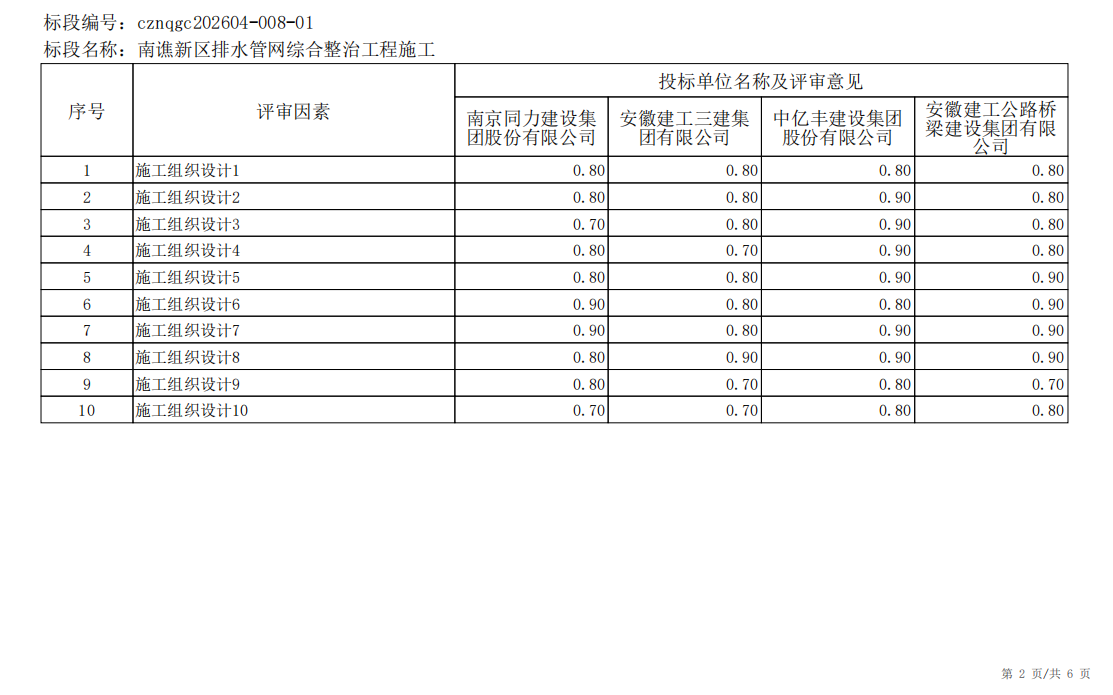 标段编号：cznqgc202604-008-01
标段名称：南谯新区排水管网综合整治工程施工
序号 评审因素 投标单位名称及评审意见
南京同力建设集团股份有限公司 安徽建工三建集团有限公司 中亿丰建设集团股份有限公司 安徽建工公路桥梁建设集团有限公司
1 施工组织设计1 0.80 0.80 0.80 0.80
2 施工组织设计2 0.80 0.80 0.90 0.80
3 施工组织设计3 0.70 0.80 0.90 0.80
4 施工组织设计4 0.80 0.70 0.90 0.80
5 施工组织设计5 0.80 0.80 0.90 0.90
6 施工组织设计6 0.90 0.80 0.80 0.90
7 施工组织设计7 0.90 0.80 0.90 0.90
8 施工组织设计8 0.80 0.90 0.90 0.90
9 施工组织设计9 0.80 0.70 0.80 0.70
10 施工组织设计10 0.70 0.70 0.80 0.80
第 2 页/共 6 页